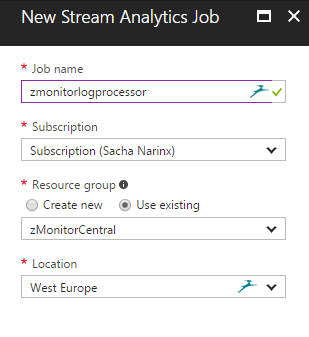 New Stream Analytics Job
* Job name
zmonitorlogprocessor
* Subscription
Subscription (Sacha Narinx)
* Resource group
Create new Use existing
zMonitorCentral
* Location
West Europe